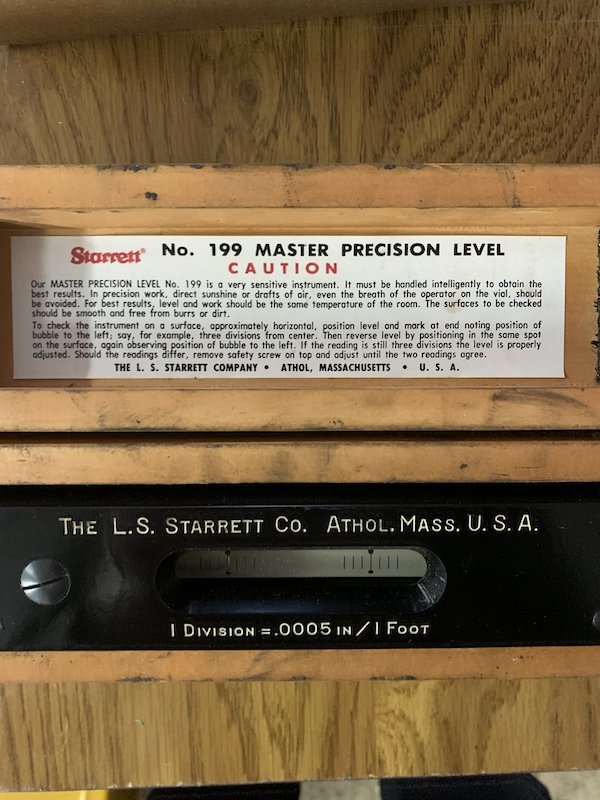 Starrett® No. 199 MASTER PRECISION LEVEL
CAUTION
Our MASTER PRECISION LEVEL No. 199 is a very sensitive instrument. It must be handled intelligently to obtain the
best results. In precision work, direct sunshine or drafts of air, even the breath of the operator on the vial, should
be avoided. For best results, level and work should be the same temperature of the room. The surfaces to be checked
should be smooth and free from burrs or dirt.
To check the instrument on a surface, approximately horizontal, position level and mark at end noting position of
bubble to the left; say, for example, three divisions from center. Then reverse level by positioning in the same spot
on the surface, again observing position of bubble to the left. If the reading is still three divisions the level is properly
adjusted. Should the readings differ, remove safety screw on top and adjust until the two readings agree.
THE L. S. STARRETT COMPANY • ATHOL, MASSACHUSETTS • U. S. A.
THE L.S. STARRETT CO. ATHOL. MASS. U. S. A.
1 DIVISION = .0005 IN / 1 FOOT